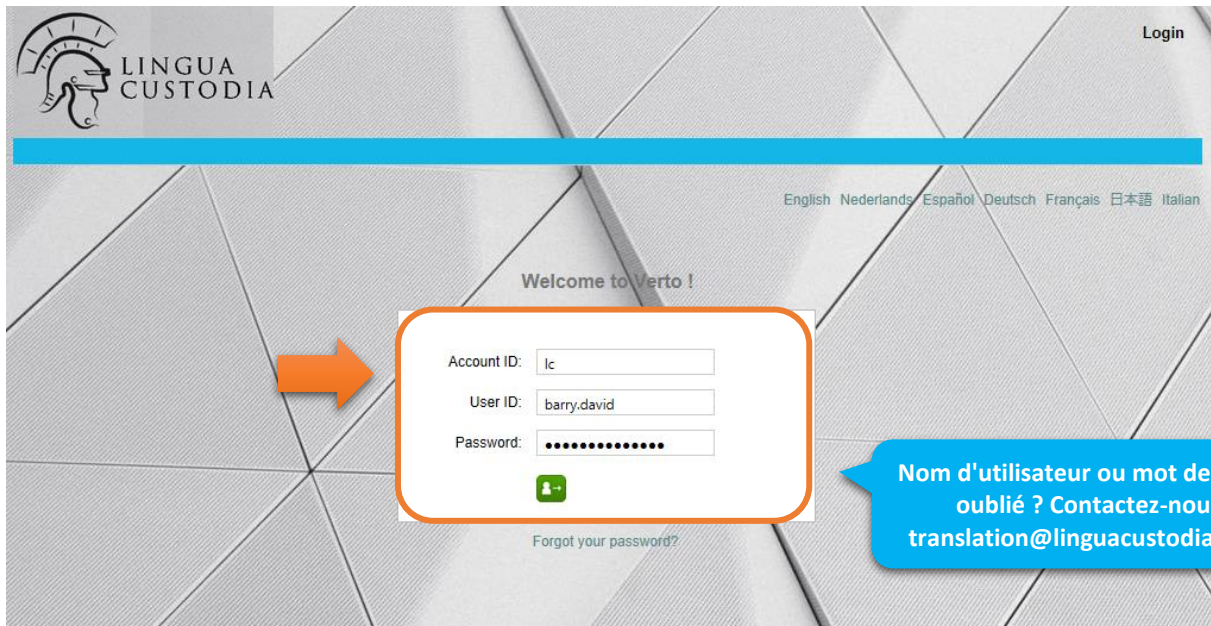 LINGUA
CUSTODIA
Login
English Nederlands Español Deutsch Français 日本語 Italian
Welcome to Verto !
Account ID: lc
User ID: barry.david
Password: ●●●●●●●●●●●●●●
Forgot your password?
Nom d'utilisateur ou mot de
oublié ? Contactez-nou
translation@linguacustodia